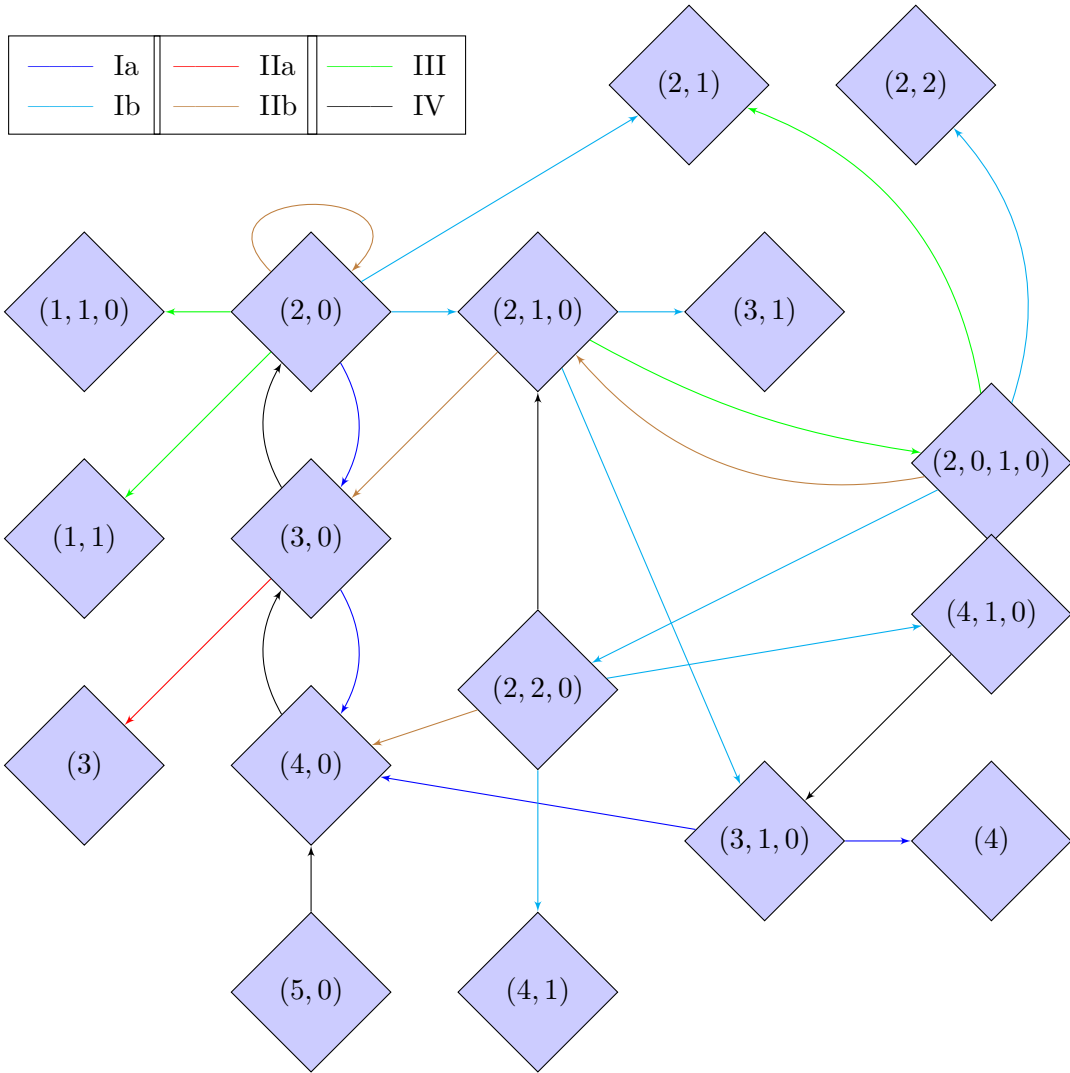 Ia IIa III
Ib IIb IV
(2, 1) (2, 2)
(1, 1, 0) (2, 0) (2, 1, 0) (3, 1)
(2, 0, 1, 0)
(1, 1) (3, 0)
(4, 1, 0)
(2, 2, 0)
(3) (4, 0)
(3, 1, 0) (4)
(5, 0) (4, 1)